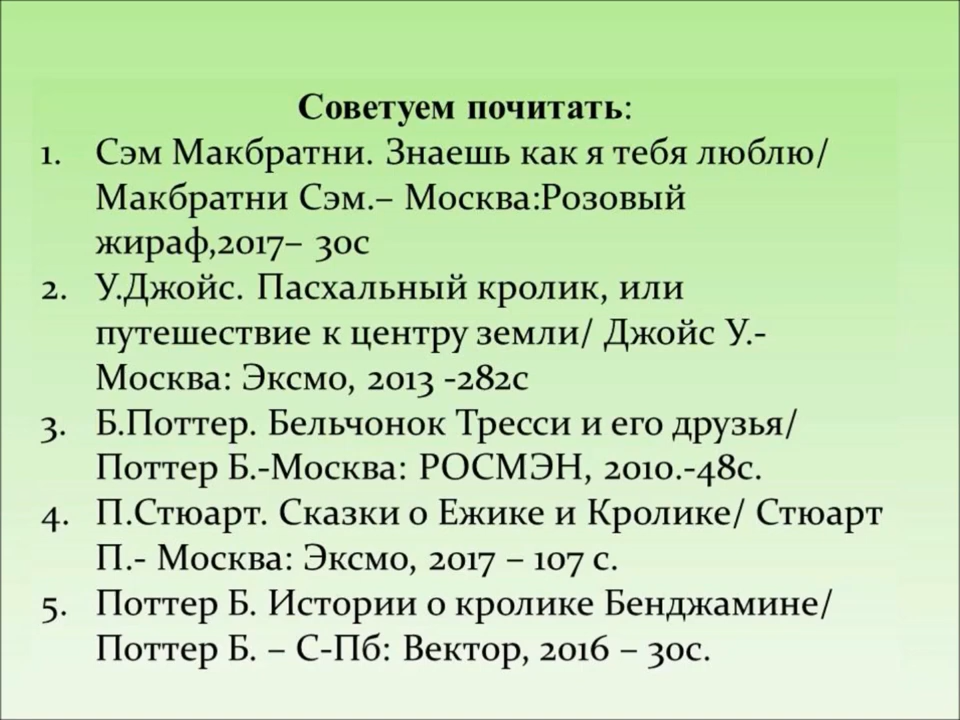 Советуем почитать:
1. Сэм Макбратни. Знаешь как я тебя люблю/
Макбратни Сэм.– Москва:Розовый
жираф,2017– 30с
2. У.Джойс. Пасхальный кролик, или
путешествие к центру земли/ Джойс У.-
Москва: Эксмо, 2013 -282с
3. Б.Поттер. Бельчонок Тресси и его друзья/
Поттер Б.-Москва: РОСМЭН, 2010.-48с.
4. П.Стюарт. Сказки о Ежике и Кролике/ Стюарт
П.- Москва: Эксмо, 2017 – 107 с.
5. Поттер Б. Истории о кролике Бенджамине/
Поттер Б. – С-Пб: Вектор, 2016 – 30с.